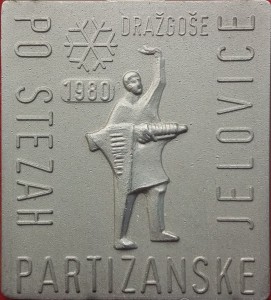 DRAŽGOŠE
1980
PO STEZAH
PARTIZANSKE
JELOVICE